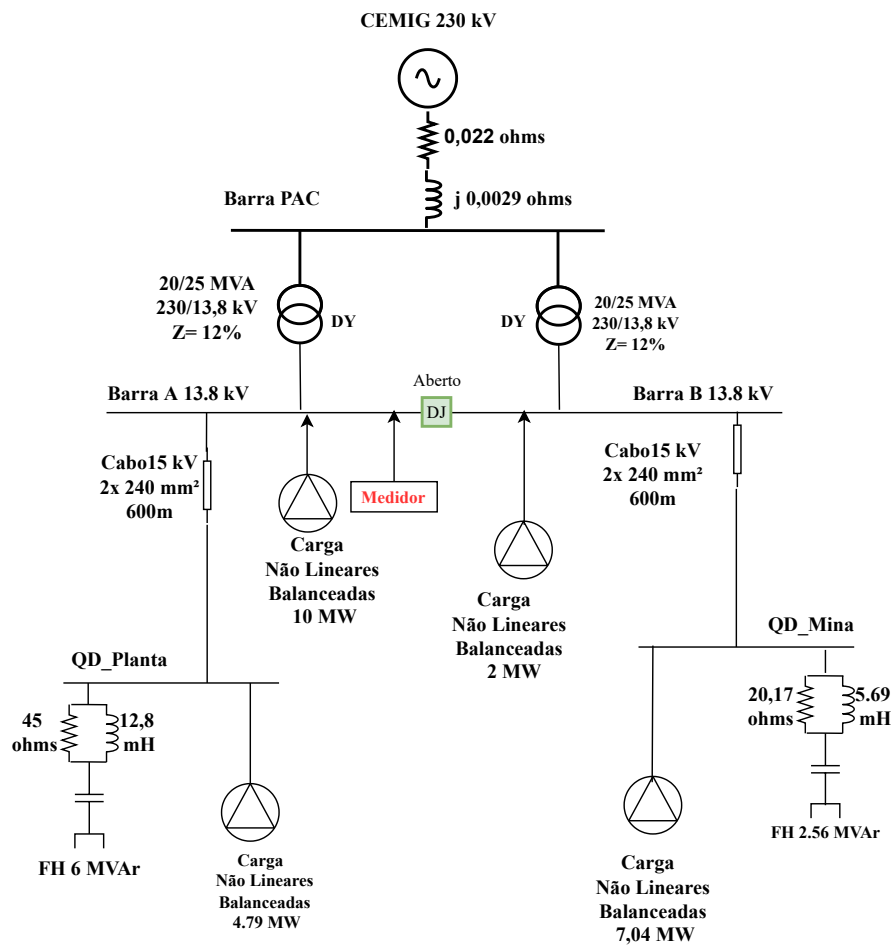 CEMIG 230 kV
0,022 ohms
Barra PAC
j 0,0029 ohms
20/25 MVA
230/13,8 kV
Z= 12%
DY
DY
20/25 MVA
230/13,8 kV
Z= 12%
Barra A 13.8 kV
Aberto
DJ
Barra B 13.8 kV
Cabo15 kV
2x 240 mm²
600m
Medidor
Cabo15 kV
2x 240 mm²
600m
Carga
Não Lineares
Balanceadas
10 MW
Carga
Não Lineares
Balanceadas
2 MW
QD_Planta
QD_Mina
45
ohms
12,8
mH
20,17
ohms
5.69
mH
FH 6 MVAr
Carga
Não Lineares
Balanceadas
4.79 MW
Carga
Não Lineares
Balanceadas
7,04 MW
FH 2.56 MVAr